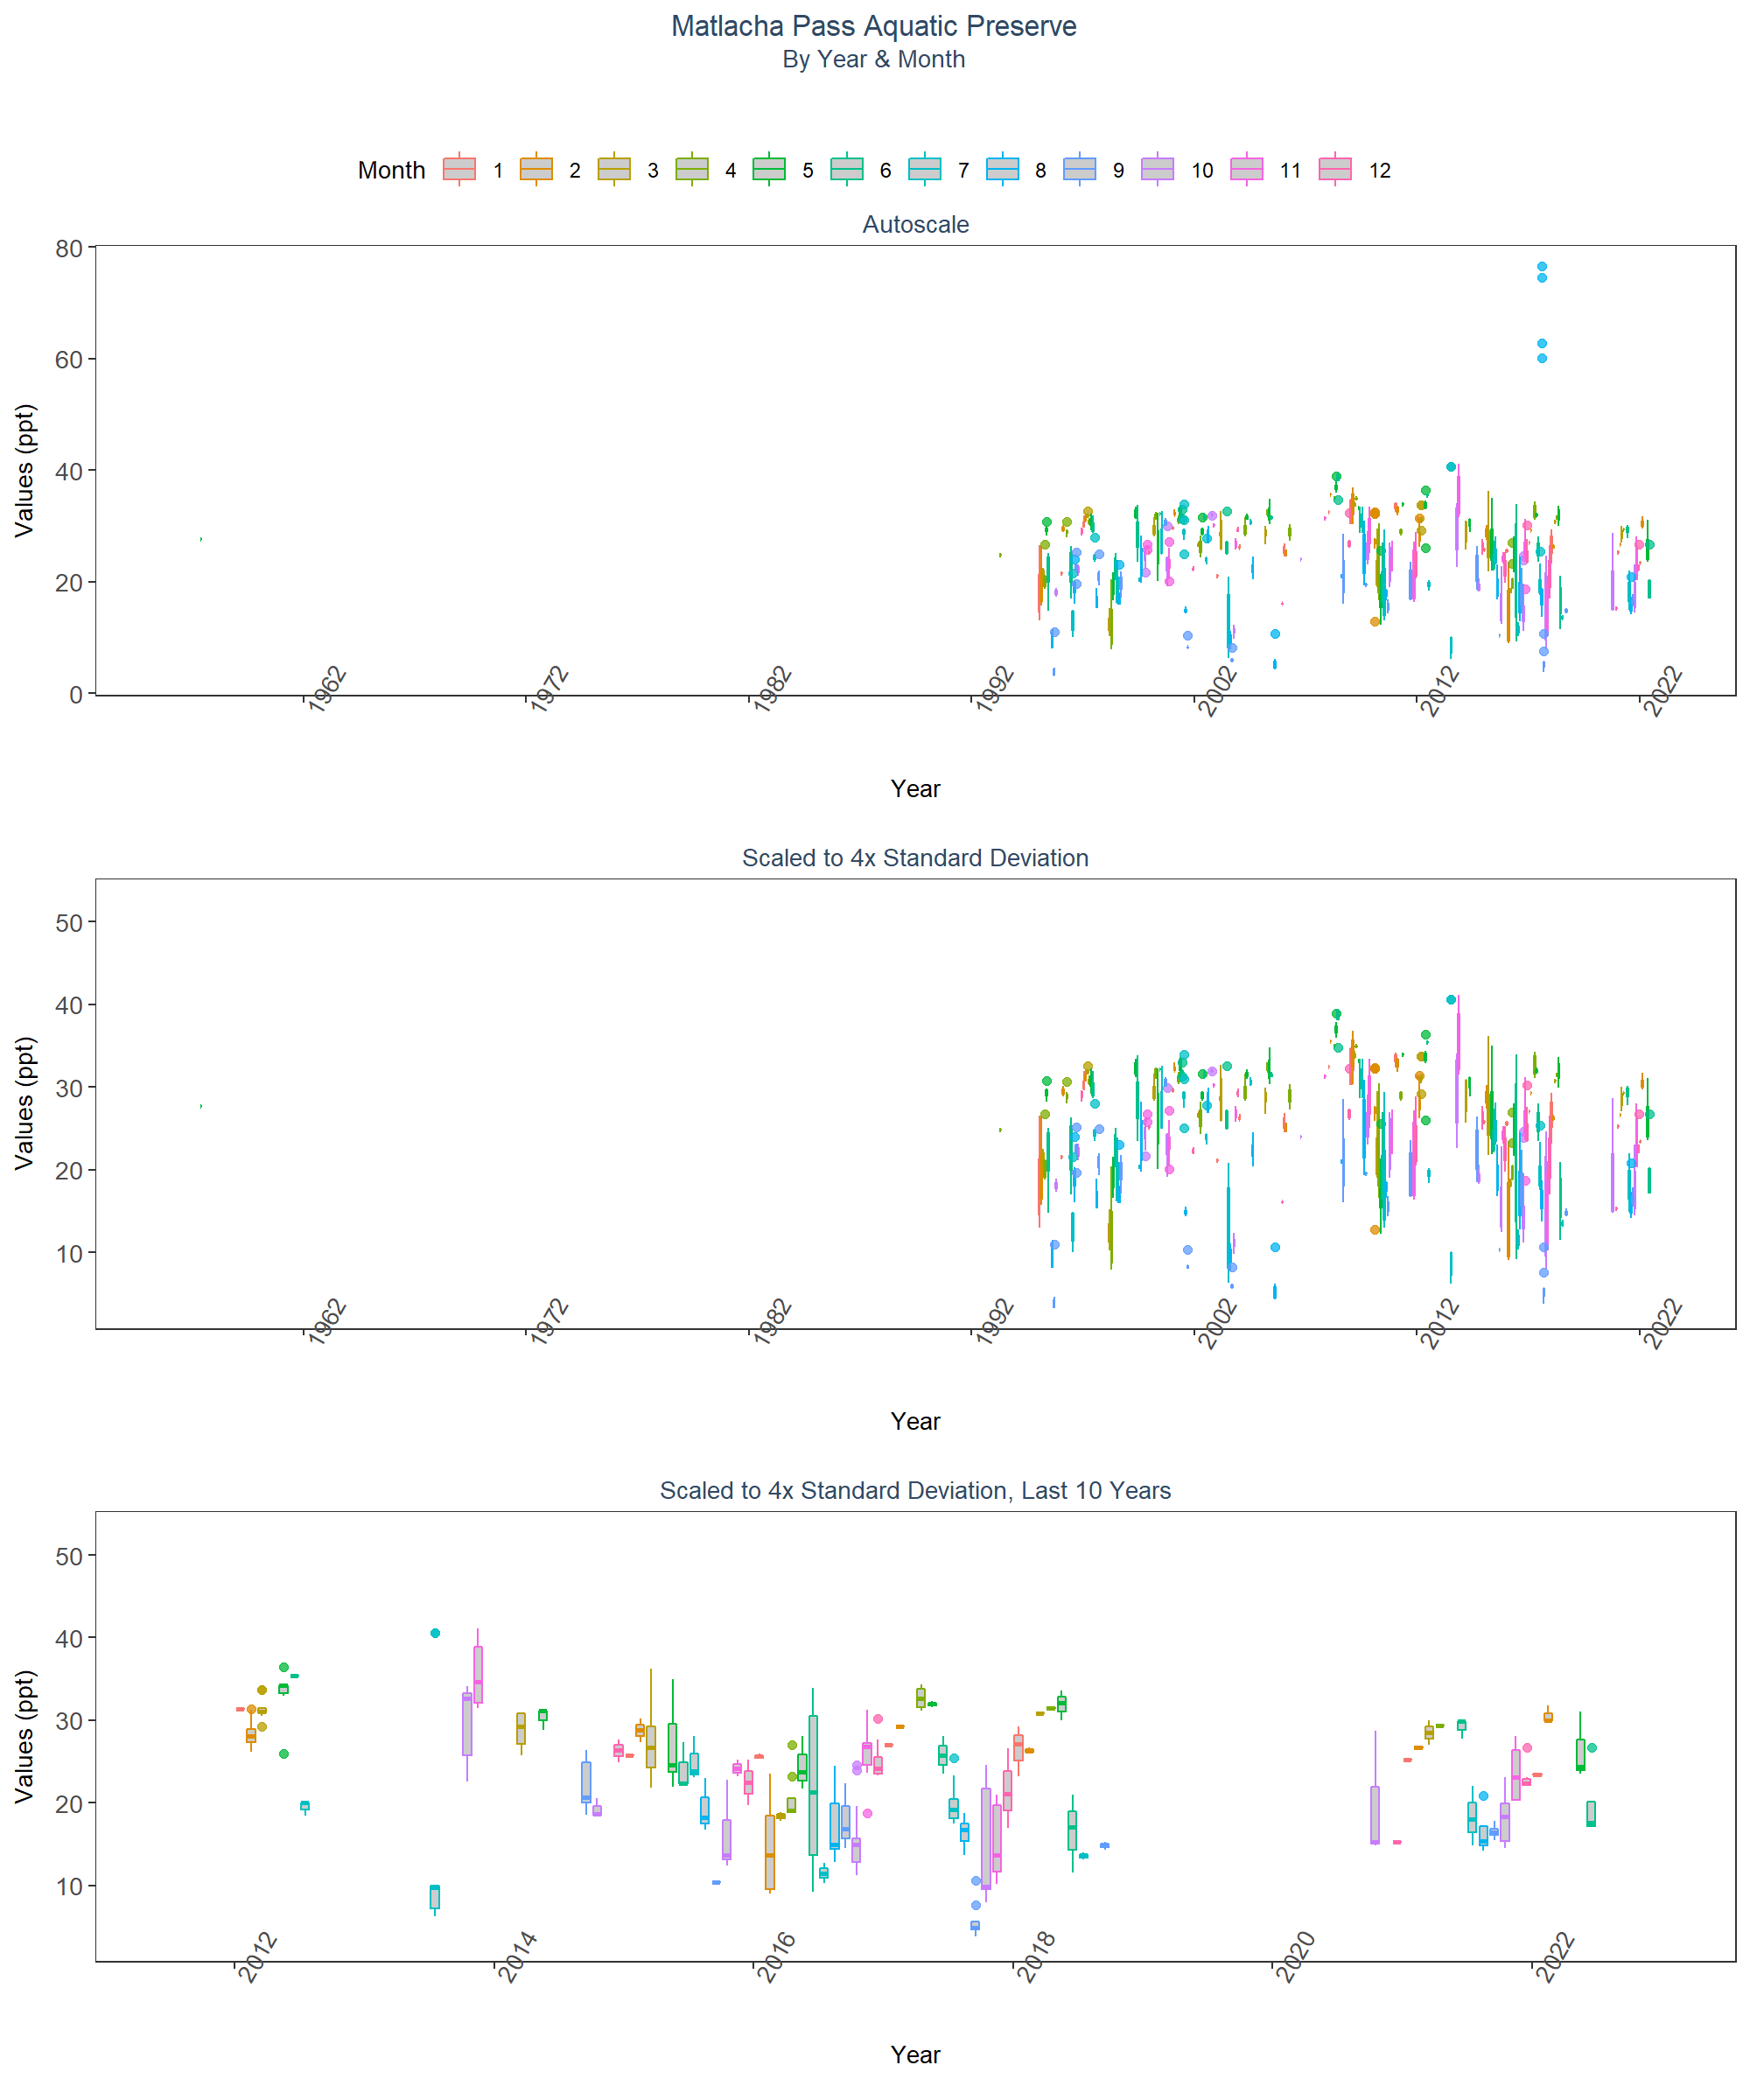 Matlacha Pass Aquatic Preserve
By Year & Month
Month 1 2 3 4 5 6 7 8 9 10 11 12
Autoscale
Values (ppt)
80
60
40
20
0
1962 1972 1982 1992 2002 2012 2022
Year
Scaled to 4x Standard Deviation
Values (ppt)
50
40
30
20
10
1962 1972 1982 1992 2002 2012 2022
Year
Scaled to 4x Standard Deviation, Last 10 Years
Values (ppt)
50
40
30
20
10
2012 2014 2016 2018 2020 2022
Year